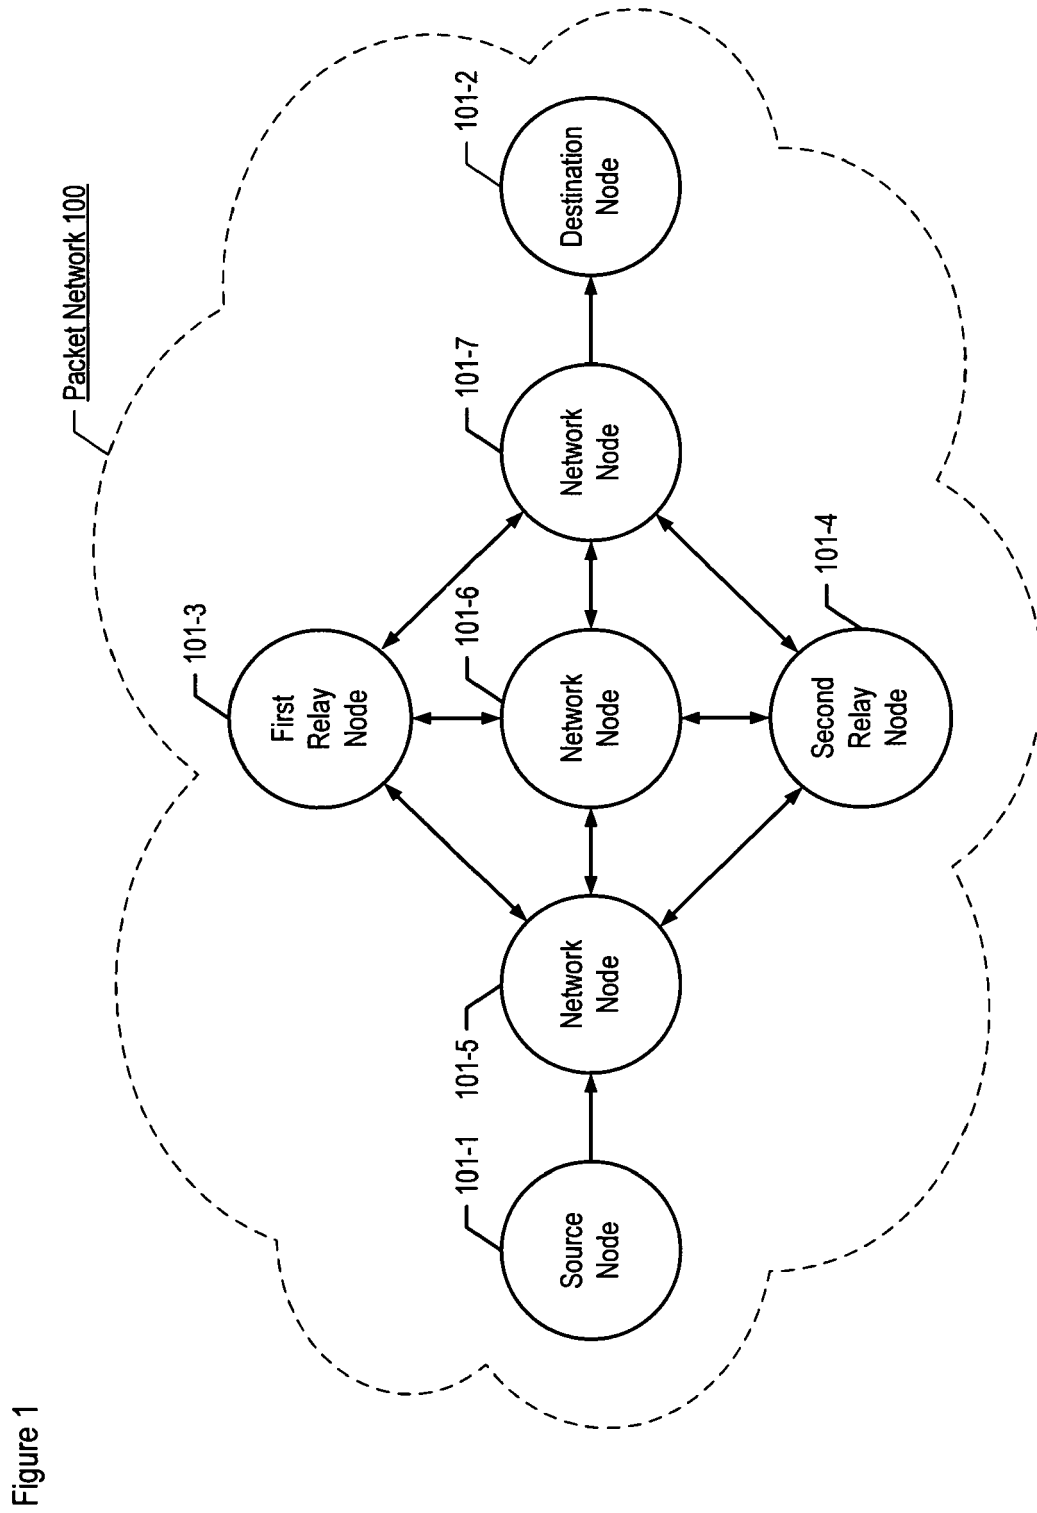 Figure 1
Packet Network 100
101-3
First
Relay
Node
101-1
Source
Node
101-5
Network
Node
101-6
Network
Node
101-7
Network
Node
101-2
Destination
Node
101-4
Second
Relay
Node